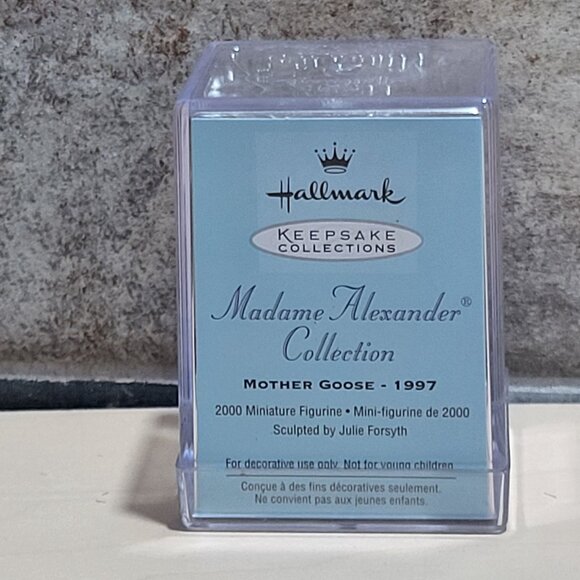 Hallmark
KEEPSAKE
COLLECTIONS
Madame Alexander®
Collection
MOTHER GOOSE - 1997
2000 Miniature Figurine • Mini-figurine de 2000
Sculpted by Julie Forsyth
For decorative use only. Not for young children.
Conçue à des fins décoratives seulement.
Ne convient pas aux jeunes enfants.